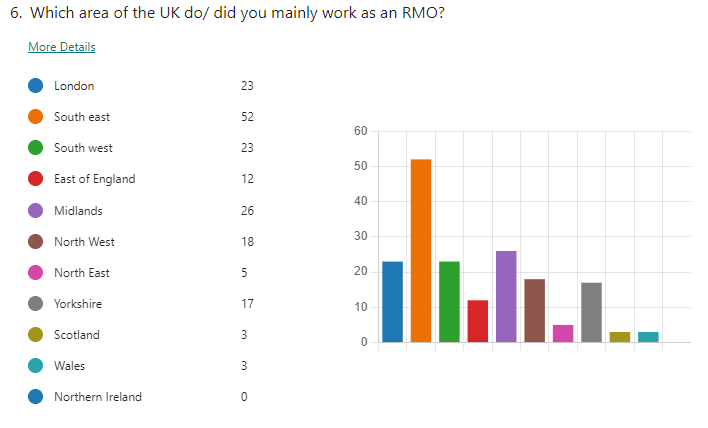 6. Which area of the UK do/ did you mainly work as an RMO?
More Details
London 23
South east 52
South west 23
East of England 12
Midlands 26
North West 18
North East 5
Yorkshire 17
Scotland 3
Wales 3
Northern Ireland 0
60
50
40
30
20
10
0